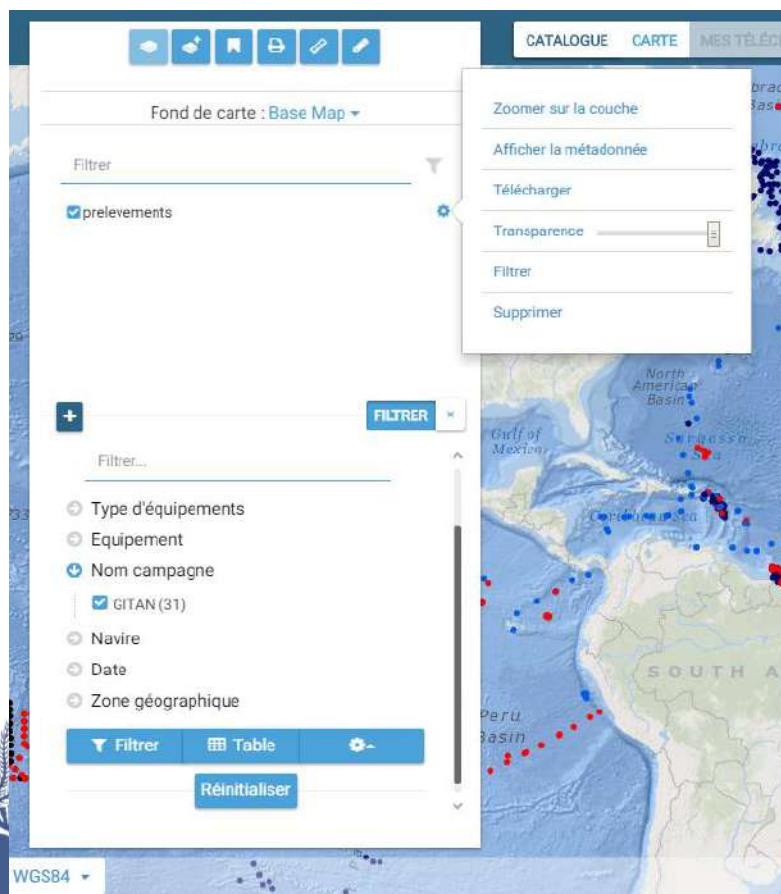 CATALOGUE CARTE MES TÉLÉC
Fond de carte : Base Map
Filtrer
prelevements
Zoomer sur la couche
Afficher la métadonnée
Télécharger
Transparence
Filtrer
Supprimer
North
American
Basin
Gulf of
Mexico
Sargasso
Sea
Caribbean Sea
SOUTH A
Peru
Basin
FILTRER ×
Filtrer...
Type d'équipements
Equipement
Nom campagne
GITAN (31)
Navire
Date
Zone géographique
Filtrer Table
Réinitialiser
WGS84